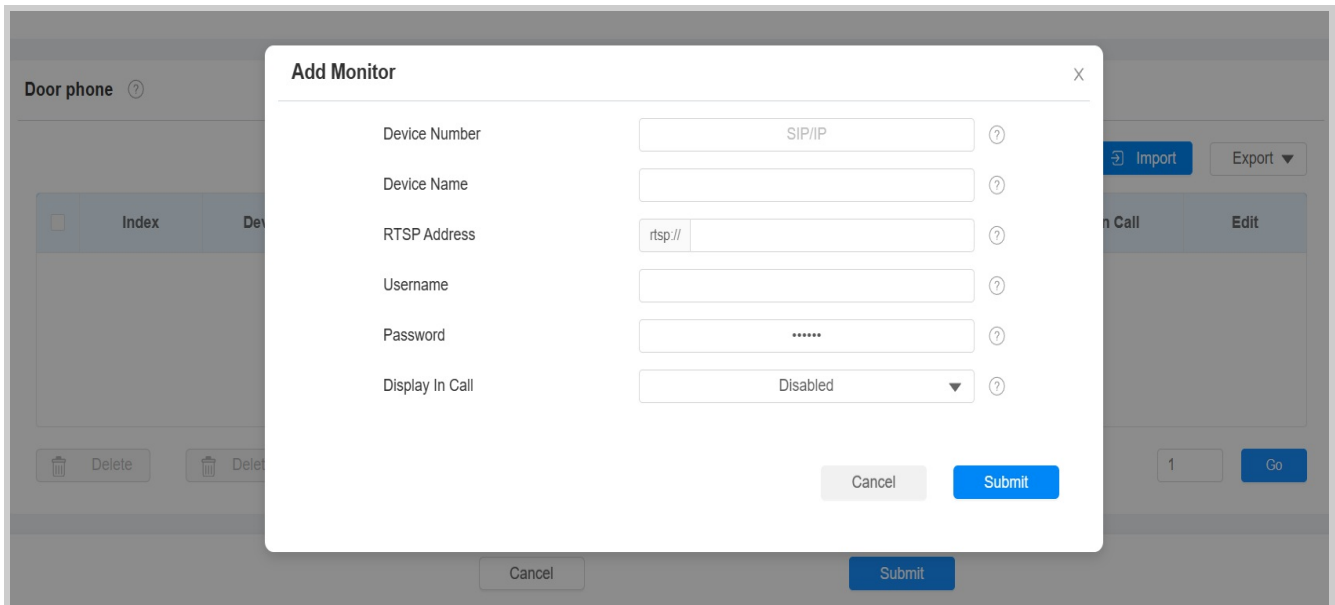 Add Monitor
X
Door phone ?
Device Number SIP/IP ?
Import Export
Device Name ?
Index Dev n Call Edit
RTSP Address rtsp:// ?
Username ?
Password •••••• ?
Display In Call Disabled ?
Delete Delet 1 Go
Cancel Submit
Cancel Submit